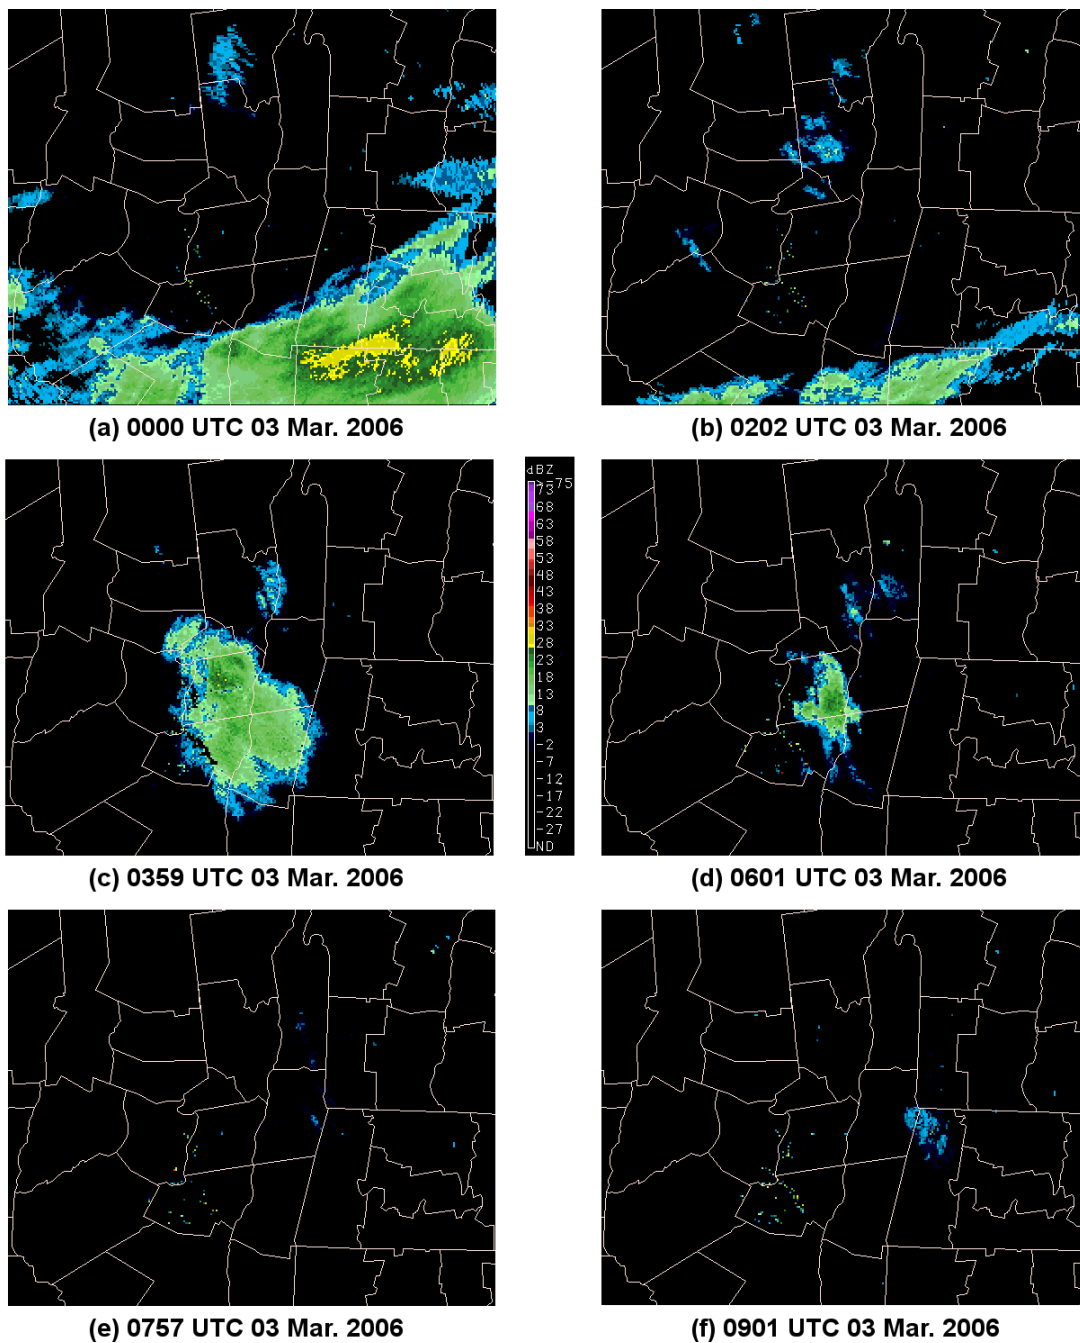 (a) 0000 UTC 03 Mar. 2006
(b) 0202 UTC 03 Mar. 2006
dBZ
>=75
73
68
63
58
53
48
43
38
33
28
23
18
13
8
3
-2
-7
-12
-17
-22
-27
ND
(c) 0359 UTC 03 Mar. 2006
(d) 0601 UTC 03 Mar. 2006
(e) 0757 UTC 03 Mar. 2006
(f) 0901 UTC 03 Mar. 2006